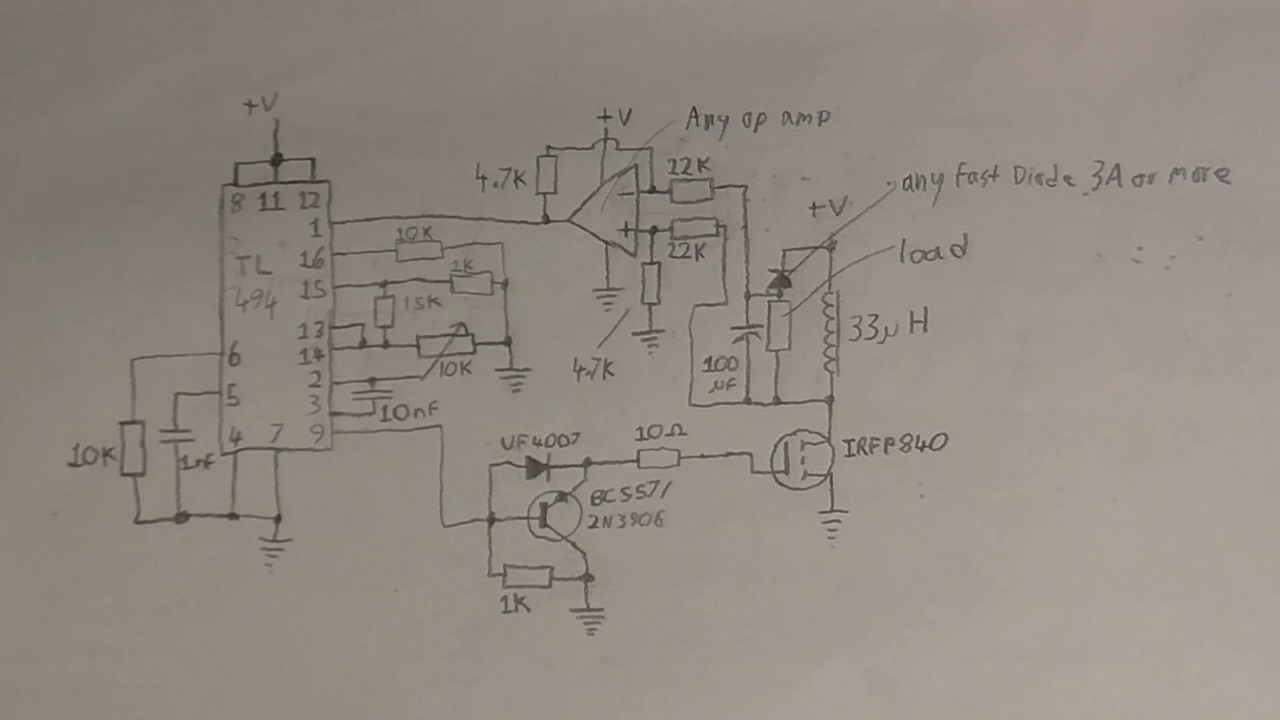 +V
+V
Any op amp
8 11 12
1
4.7K
22K
any fast Diode 3A or more
+V
TL
494
16
10K
+
22K
load
15
1K
15K
13
14
10K
33µH
6
2
4.7K
100
µF
5
3
10nF
4 7 9
10K
1nF
UF4007
10Ω
IRFP840
BC557/
2N3906
1K